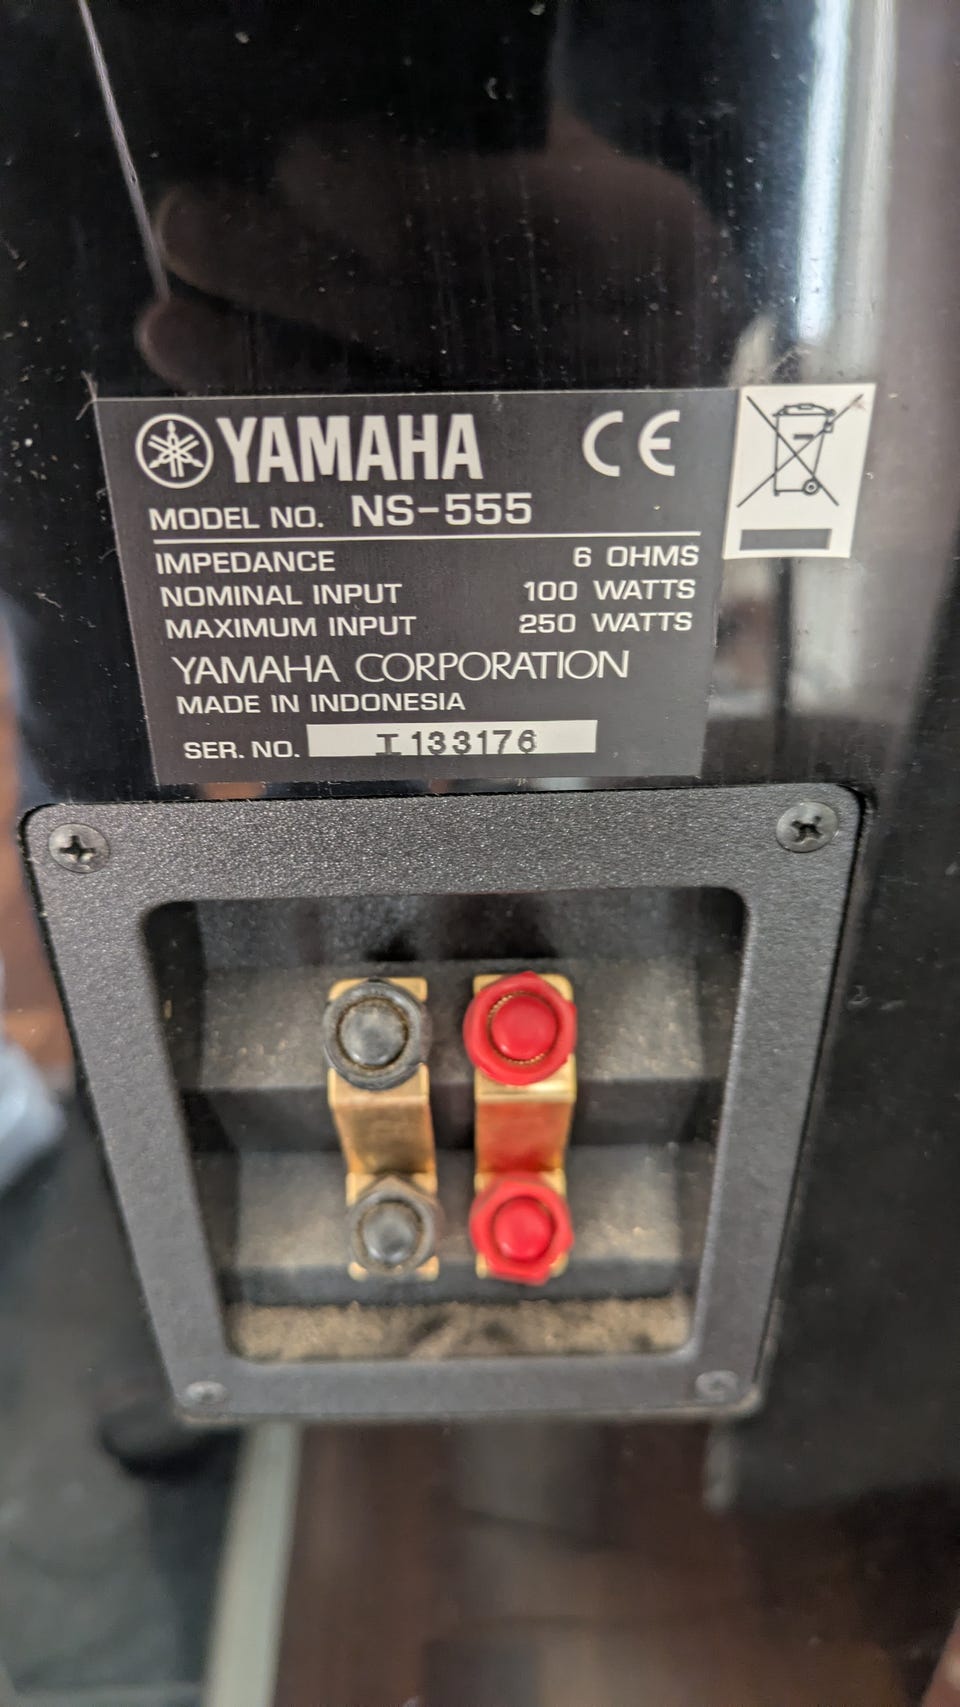 YAMAHA CE
MODEL NO. NS-555
IMPEDANCE 6 OHMS
NOMINAL INPUT 100 WATTS
MAXIMUM INPUT 250 WATTS
YAMAHA CORPORATION
MADE IN INDONESIA
SER. NO. I133176